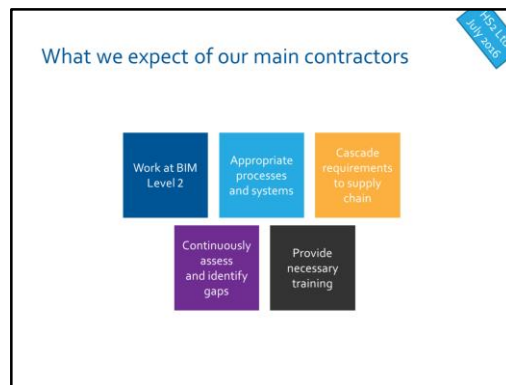 What we expect of our main contractors
HS2 Ltd
July 2016
Work at BIM
Level 2
Appropriate
processes
and systems
Cascade
requirements
to supply
chain
Continuously
assess
and identify
gaps
Provide
necessary
training